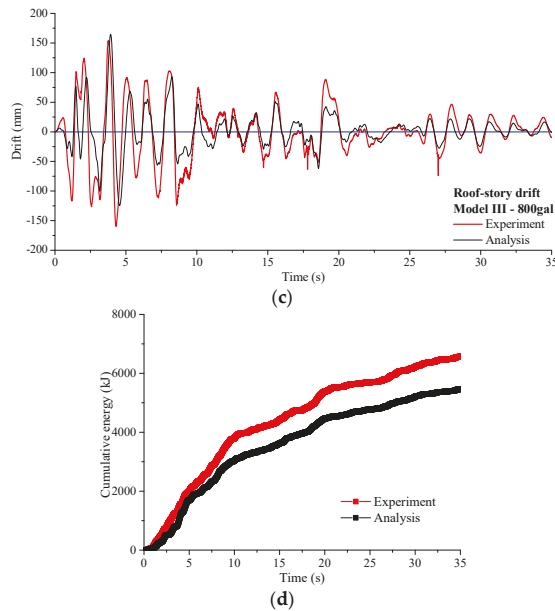 200
150
100
50
0
-50
-100
-150
-200
Drift (mm)
Roof-story drift
Model III - 800gal
Experiment
Analysis
0 5 10 15 20 25 30 35
Time (s)
(c)
8000
6000
4000
2000
0
Cumulative energy (kJ)
Experiment
Analysis
0 5 10 15 20 25 30 35
Time (s)
(d)